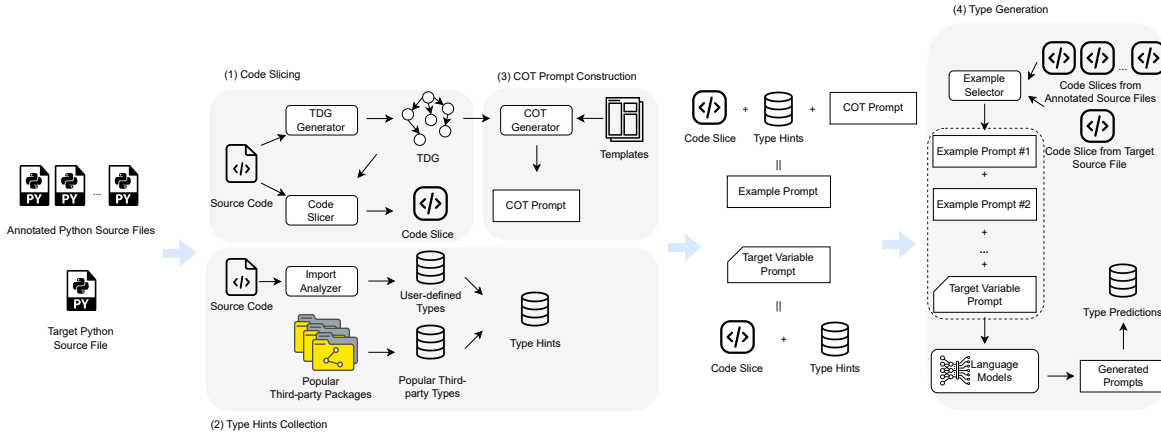 (4) Type Generation
(1) Code Slicing
(3) COT Prompt Construction
TDG
Generator
TDG
Source Code
Code
Slicer
Code Slice
COT
Generator
Templates
COT Prompt
PY
PY
...
PY
Annotated Python Source Files
PY
Target Python
Source File
Source Code
Import
Analyzer
User-defined
Types
Popular
Third-party Packages
Popular Third-
party Types
Type Hints
(2) Type Hints Collection
Code Slice
+
Type Hints
+
COT Prompt
=
Example Prompt
Target Variable
Prompt
=
Code Slice
+
Type Hints
Example
Selector
...
Code Slices from
Annotated Source Files
Code Slice from Target
Source File
Example Prompt #1
+
Example Prompt #2
+
...
+
Target Variable
Prompt
Language
Models
Generated
Prompts
Type Predictions